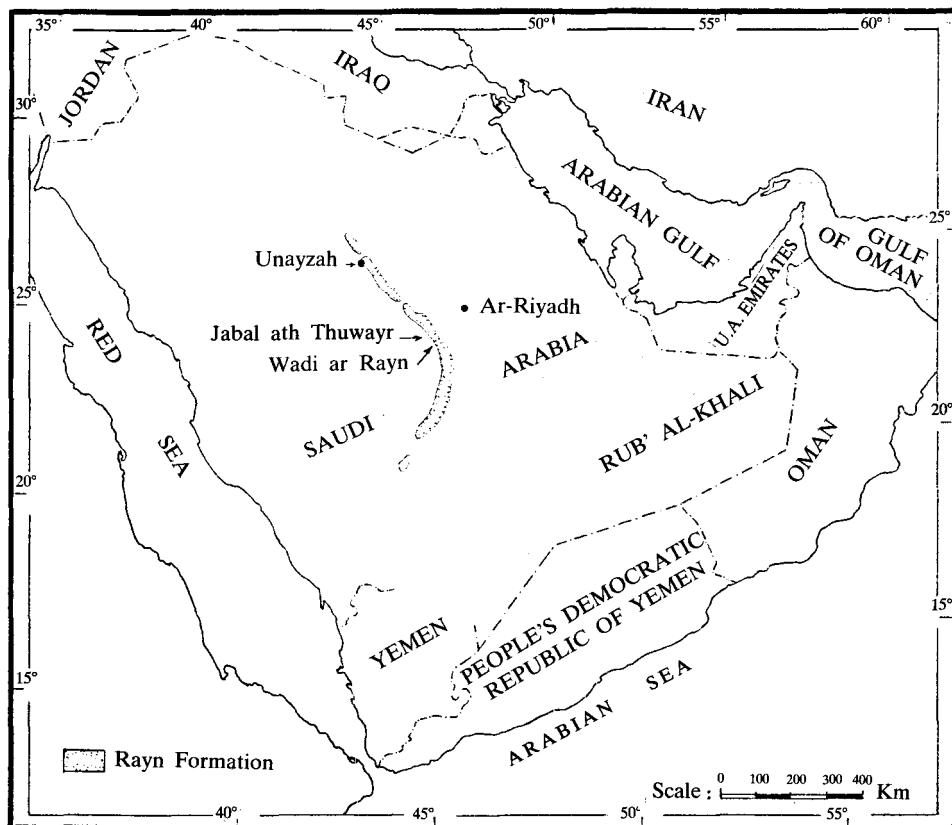 35°
40°
45°
50°
55°
60°
JORDAN
IRAQ
IRAN
30°
ARABIAN GULF
25°
GULF
OF OMAN
Unayzah
25°
Ar-Riyadh
U.A. EMIRATES
RED
SEA
Jabal ath Thuwayr
Wadi ar Rayn
ARABIA
SAUDI
RUB' AL-KHALI
20°
OMAN
20°
YEMEN
PEOPLE'S DEMOCRATIC
REPUBLIC OF YEMEN
15°
15°
ARABIAN SEA
Rayn Formation
Scale : 0 100 200 300 400 Km
40°
45°
50°
55°